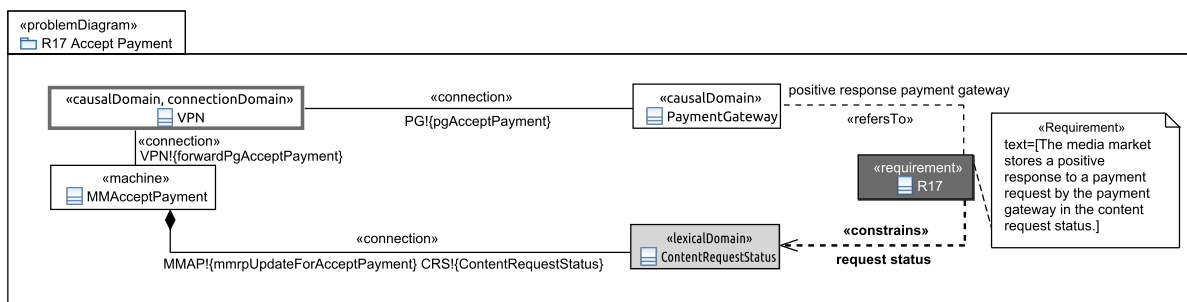 «problemDiagram»
R17 Accept Payment
«causalDomain, connectionDomain»
VPN
«connection»
PG!{pgAcceptPayment}
«causalDomain»
PaymentGateway
positive response payment gateway
«refersTo»
«connection»
VPN!{forwardPgAcceptPayment}
«machine»
MMAcceptPayment
«requirement»
R17
«Requirement»
text=[The media market
stores a positive
response to a payment
request by the payment
gateway in the content
request status.]
«connection»
MMAP!{mmrpUpdateForAcceptPayment} CRS!{ContentRequestStatus}
«lexicalDomain»
ContentRequestStatus
«constrains»
request status